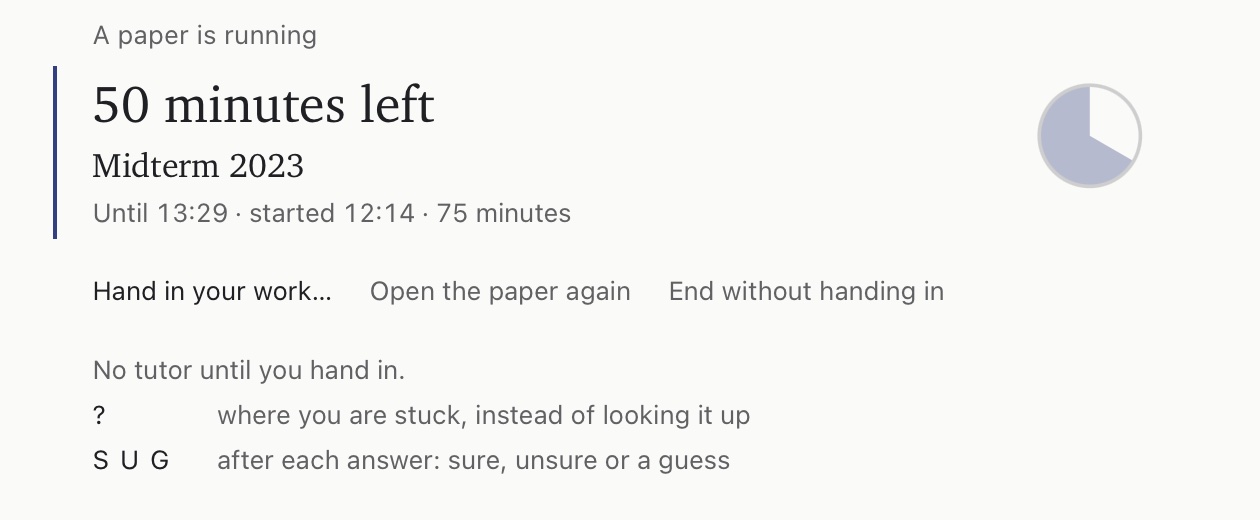 A paper is running
50 minutes left
Midterm 2023
Until 13:29 · started 12:14 · 75 minutes
Hand in your work... Open the paper again End without handing in
No tutor until you hand in.
? where you are stuck, instead of looking it up
S U G after each answer: sure, unsure or a guess